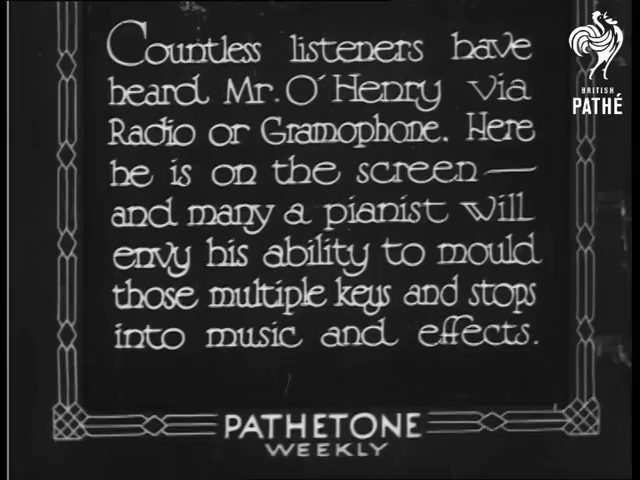 Countless listeners have
heard Mr. O'Henry via
Radio or Gramophone. Here
he is on the screen—
and many a pianist will
envy his ability to mould
those multiple keys and stops
into music and effects.
PATHETONE
WEEKLY
BRITISH
PATHÉ